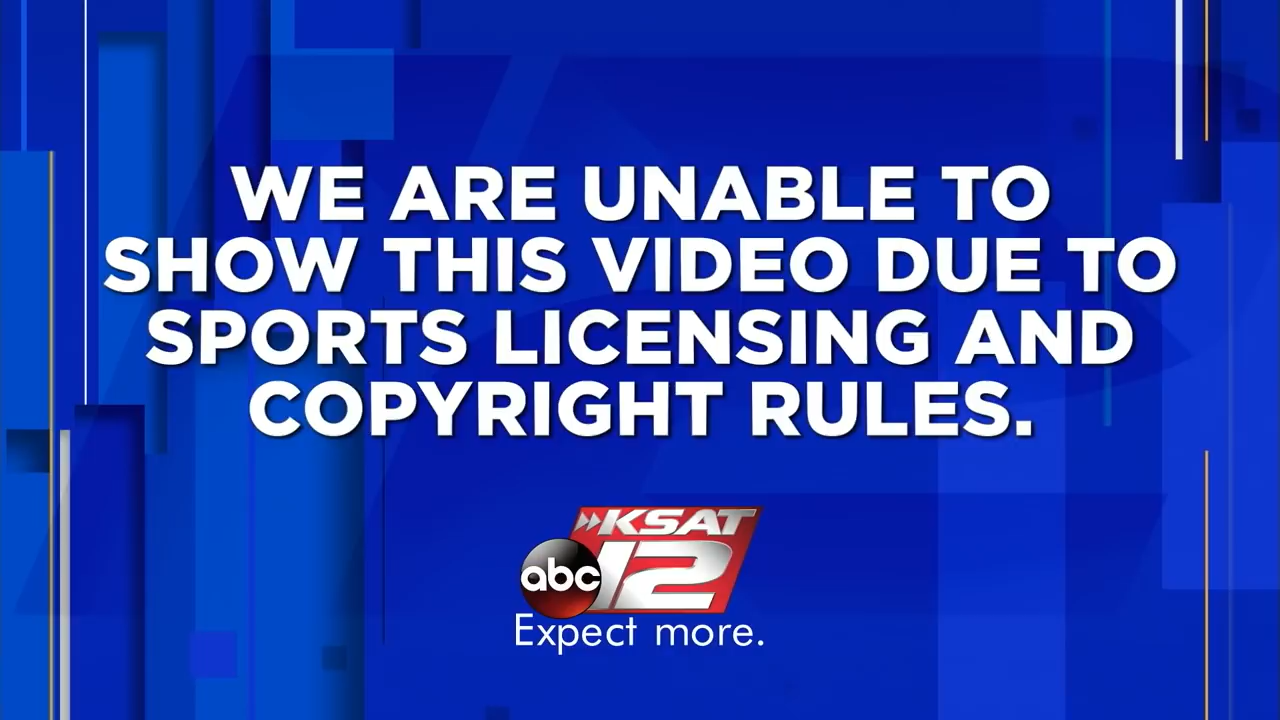 WE ARE UNABLE TO
SHOW THIS VIDEO DUE TO
SPORTS LICENSING AND
COPYRIGHT RULES.
KSAT
abc 12
Expect more.